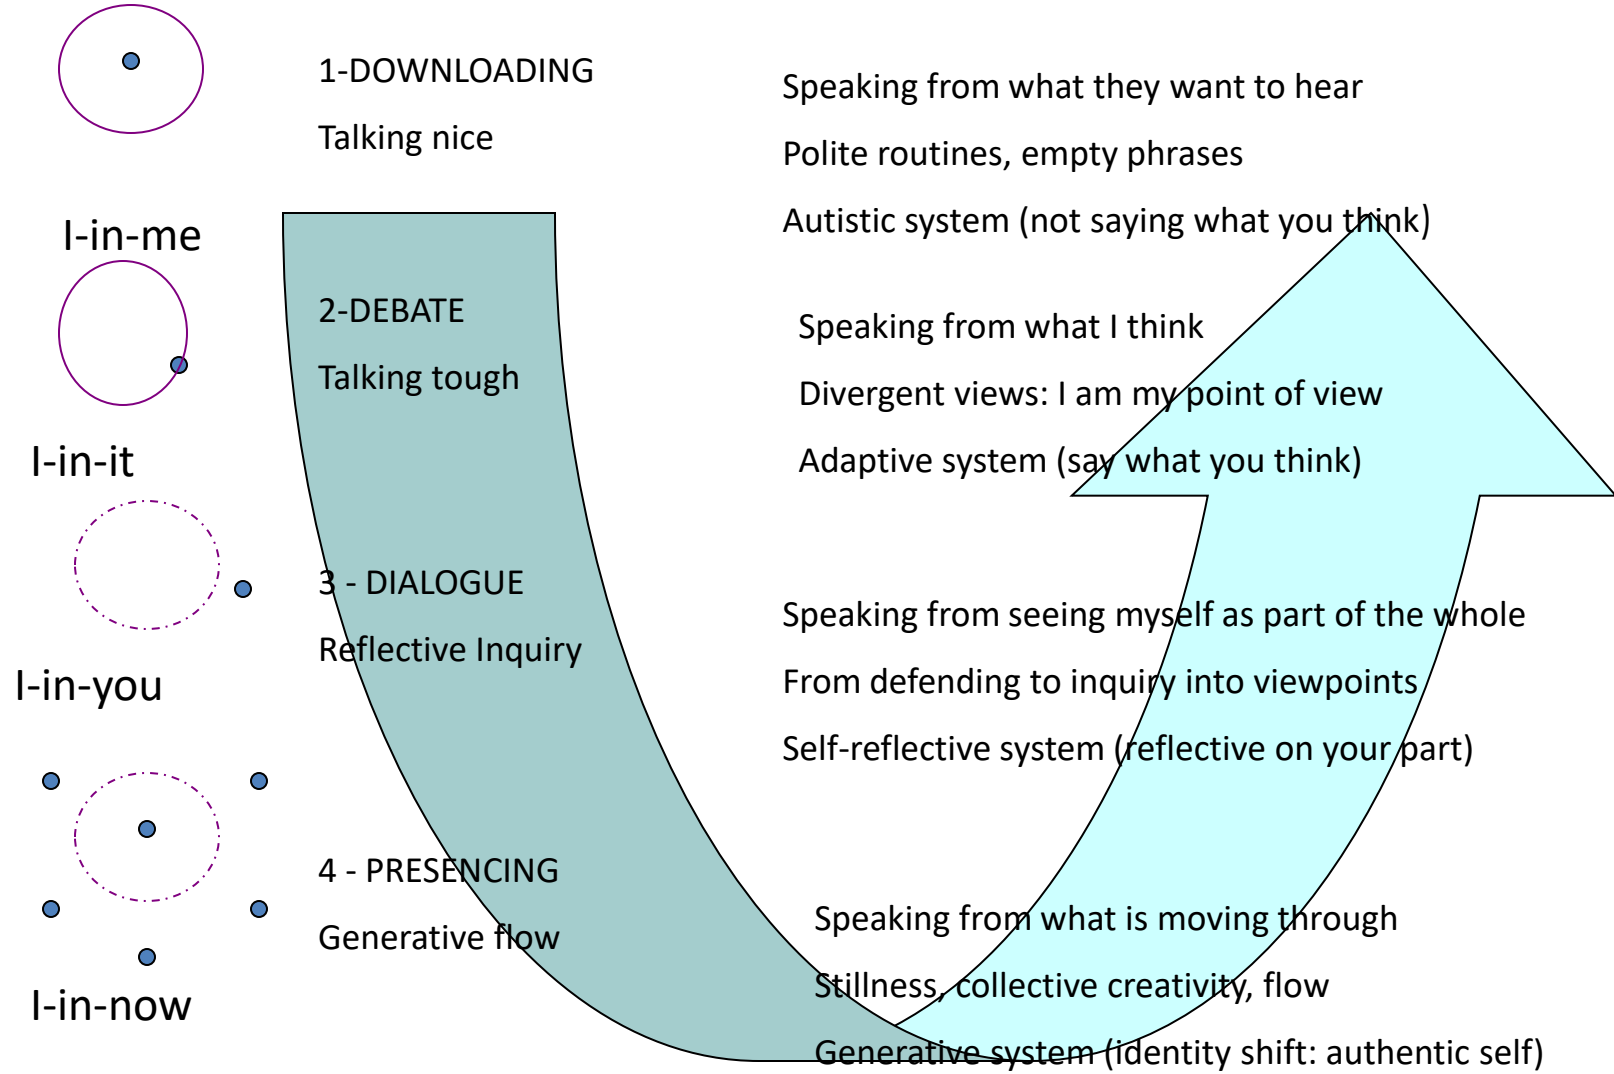 1-DOWNLOADING
Talking nice
Speaking from what they want to hear
Polite routines, empty phrases
Autistic system (not saying what you think)
I-in-me
2-DEBATE
Talking tough
Speaking from what I think
Divergent views: I am my point of view
Adaptive system (say what you think)
I-in-it
3 - DIALOGUE
Reflective Inquiry
Speaking from seeing myself as part of the whole
From defending to inquiry into viewpoints
Self-reflective system (reflective on your part)
I-in-you
4 - PRESENCING
Generative flow
Speaking from what is moving through
Stillness, collective creativity, flow
Generative system (identity shift: authentic self)
I-in-now